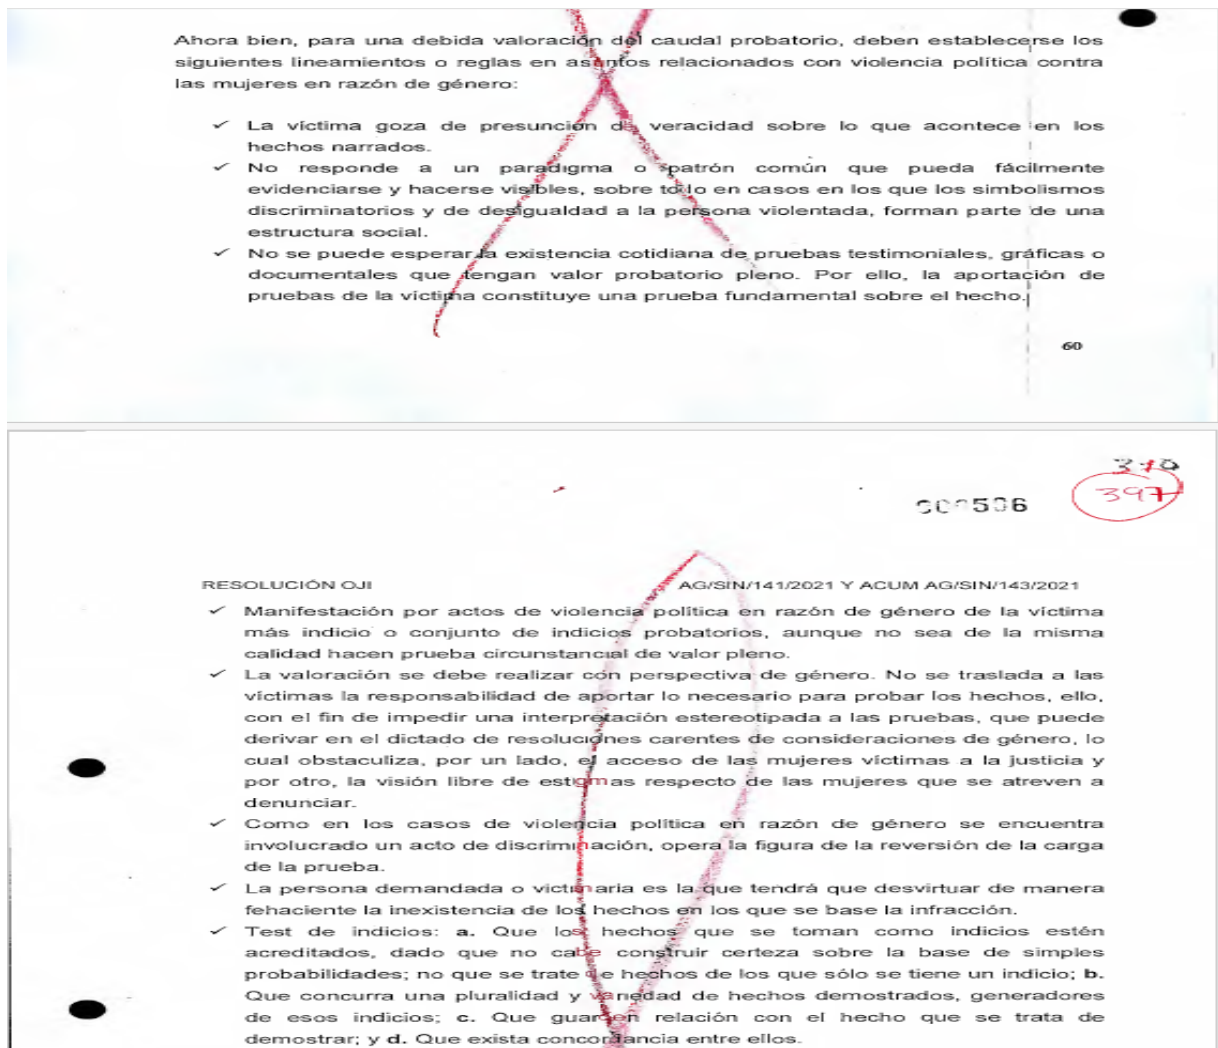 Ahora bien, para una debida valoración del caudal probatorio, deben establecerse los
siguientes lineamientos o reglas en asuntos relacionados con violencia política contra
las mujeres en razón de género:
✓ La víctima goza de presunción de veracidad sobre lo que acontece en los
hechos narrados.
✓ No responde a un paradigma o patrón común que pueda fácilmente
evidenciarse y hacerse visibles, sobre todo en casos en los que los simbolismos
discriminatorios y de desigualdad a la persona violentada, forman parte de una
estructura social.
✓ No se puede esperar la existencia cotidiana de pruebas testimoniales, gráficas o
documentales que tengan valor probatorio pleno. Por ello, la aportación de
pruebas de la víctima constituye una prueba fundamental sobre el hecho.
60
397
506
RESOLUCIÓN OJI AG/SIN/141/2021 Y ACUM AG/SIN/143/2021
✓ Manifestación por actos de violencia política en razón de género de la víctima
más indicio o conjunto de indicios probatorios, aunque no sea de la misma
calidad hacen prueba circunstancial de valor pleno.
✓ La valoración se debe realizar con perspectiva de género. No se traslada a las
víctimas la responsabilidad de aportar lo necesario para probar los hechos, ello,
con el fin de impedir una interpretación estereotipada a las pruebas, que puede
derivar en el dictado de resoluciones carentes de consideraciones de género, lo
cual obstaculiza, por un lado, el acceso de las mujeres víctimas a la justicia y
por otro, la visión libre de estigmas respecto de las mujeres que se atreven a
denunciar.
✓ Como en los casos de violencia política en razón de género se encuentra
involucrado un acto de discriminación, opera la figura de la reversión de la carga
de la prueba.
✓ La persona demandada o victimaria es la que tendrá que desvirtuar de manera
fehaciente la inexistencia de los hechos en los que se base la infracción.
✓ Test de indicios: a. Que los hechos que se toman como indicios estén
acreditados, dado que no cabe construir certeza sobre la base de simples
probabilidades; no que se trate de hechos de los que sólo se tiene un indicio; b.
Que concurra una pluralidad y variedad de hechos demostrados, generadores
de esos indicios; c. Que guarden relación con el hecho que se trata de
demostrar; y d. Que exista concordancia entre ellos.